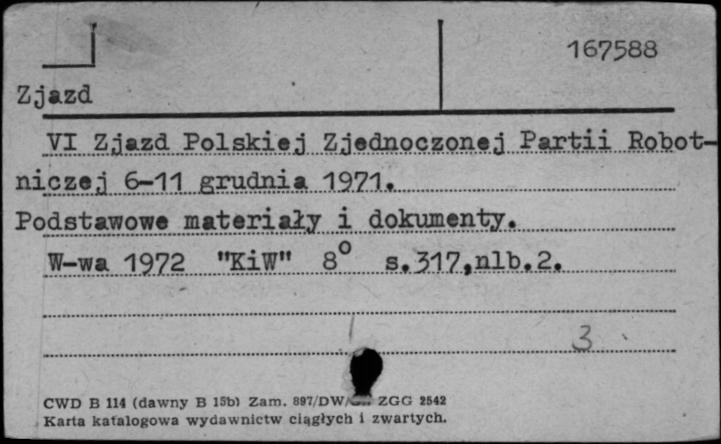 167588
Zjazd
VI Zjazd Polskiej Zjednoczonej Partii Robot-
niczej 6-11 grudnia 1971.
Podstawowe materiały i dokumenty.
W-wa 1972 "KiW" 8° s.317,nlb.2.
3
CWD B 114 (dawny B 15b) Zam. 897/DW/ ZGG 2542
Karta katalogowa wydawnictw ciągłych i zwartych.